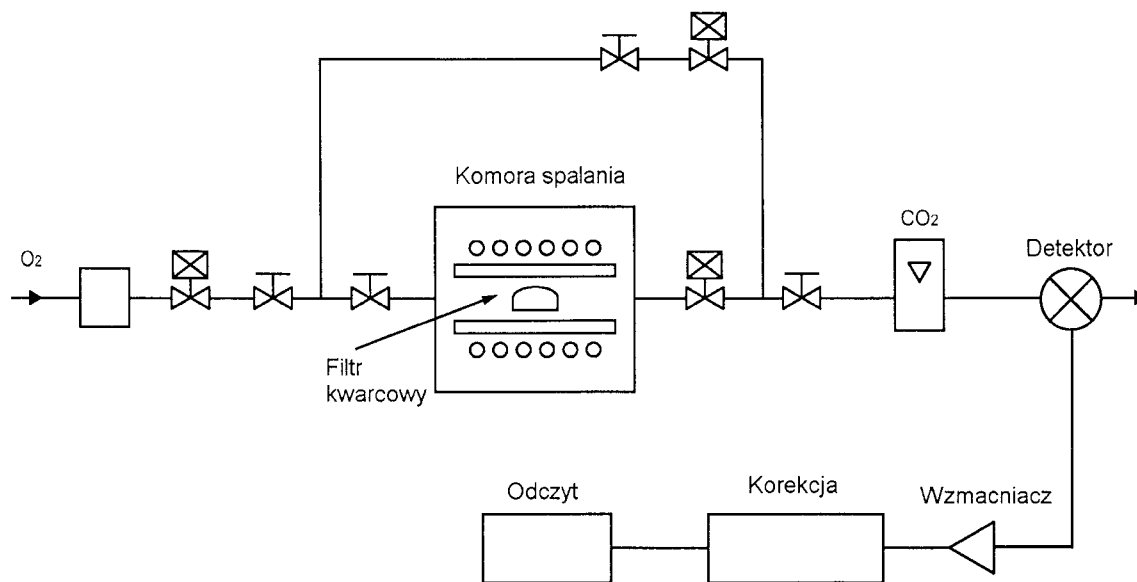 Komora spalania
O₂
CO₂
Detektor
Filtr
kwarcowy
Odczyt
Korekcja
Wzmacniacz